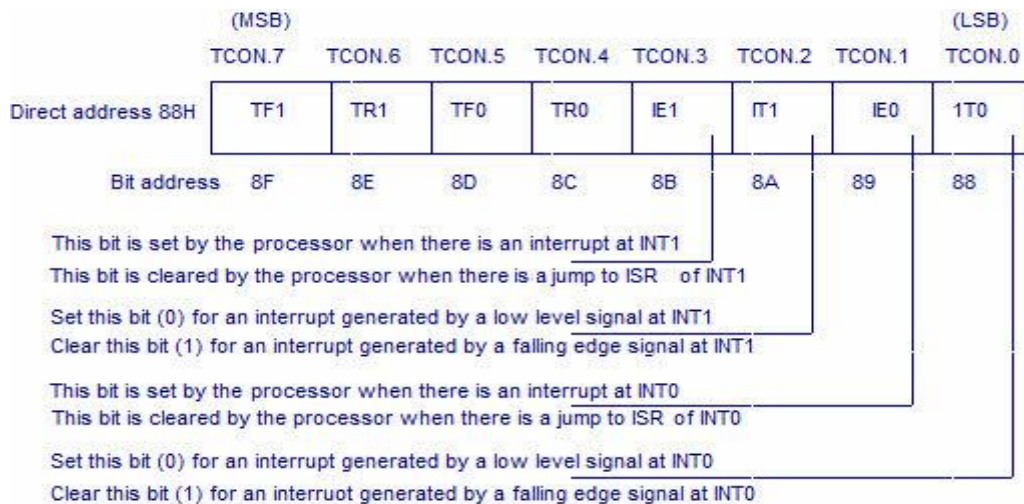 (MSB) (LSB)
TCON.7 TCON.6 TCON.5 TCON.4 TCON.3 TCON.2 TCON.1 TCON.0
Direct address 88H TF1 TR1 TF0 TR0 IE1 IT1 IE0 1T0
Bit address 8F 8E 8D 8C 8B 8A 89 88
This bit is set by the processor when there is an interrupt at INT1
This bit is cleared by the processor when there is a jump to ISR of INT1
Set this bit (0) for an interrupt generated by a low level signal at INT1
Clear this bit (1) for an interrupt generated by a falling edge signal at INT1
This bit is set by the processor when there is an interrupt at INT0
This bit is cleared by the processor when there is a jump to ISR of INT0
Set this bit (0) for an interrupt generated by a low level signal at INT0
Clear this bit (1) for an interruot generated by a falling edge signal at INT0